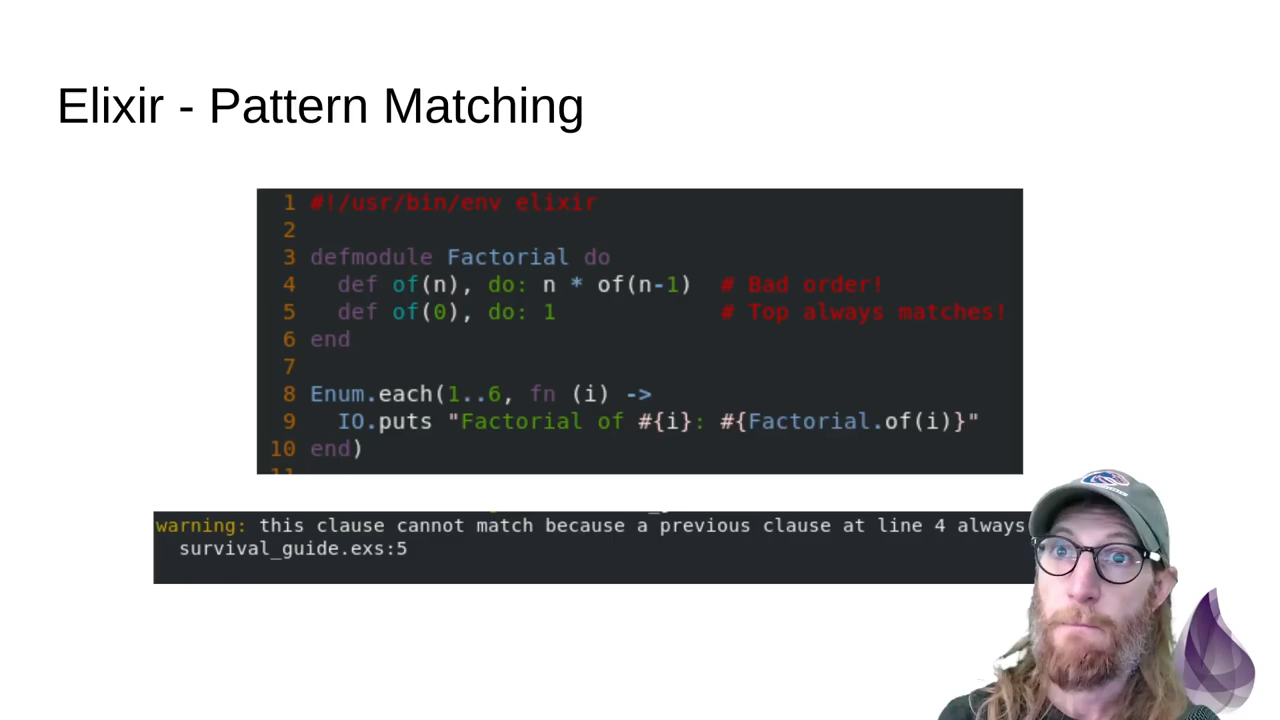 Elixir - Pattern Matching
1 #!/usr/bin/env elixir
2
3 defmodule Factorial do
4   def of(n), do: n * of(n-1)  # Bad order!
5   def of(0), do: 1            # Top always matches!
6 end
7
8 Enum.each(1..6, fn (i) ->
9   IO.puts "Factorial of #{i}: #{Factorial.of(i)}"
10 end)
warning: this clause cannot match because a previous clause at line 4 always
survival_guide.exs:5